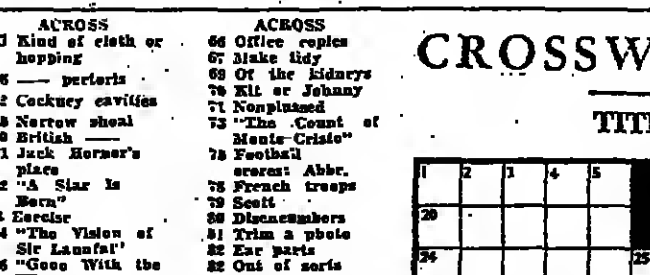 ACROSS
Kind of cloth or
hopping
—— perforis
Cockney cavities
Narrow shoal
British ——
Jack Horner's
place
"A Star Is
Born"
Exercise
"The Vision of
Sir Launfal"
"Gone With the
ACROSS
66 Office copies
67 Make tidy
69 Of the kidneys
70 Kit or Johnny
71 Nonplussed
73 "The Count of
Monte-Cristo"
75 Football
scores: Abbr.
78 French troops
79 Scott
80 Disencumbers
81 Trim a photo
82 Ear parts
Out of sorts
CROSSW
TITL
1 2 3 4 5
20
24 25